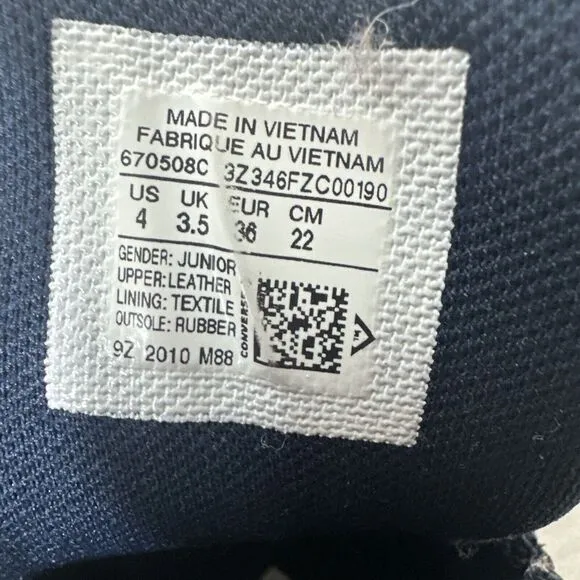 MADE IN VIETNAM
FABRIQUE AU VIETNAM
670508C 3Z346FZC00190
US UK EUR CM
4 3.5 36 22
GENDER: JUNIOR
UPPER: LEATHER
LINING: TEXTILE
OUTSOLE: RUBBER
9Z 2010 M88
CONVERSE
™